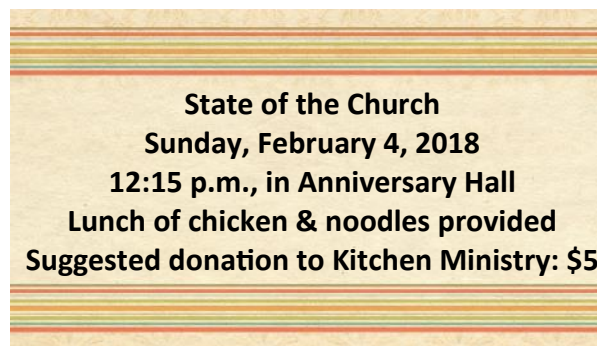 State of the Church
Sunday, February 4, 2018
12:15 p.m., in Anniversary Hall
Lunch of chicken & noodles provided
Suggested donation to Kitchen Ministry: $5